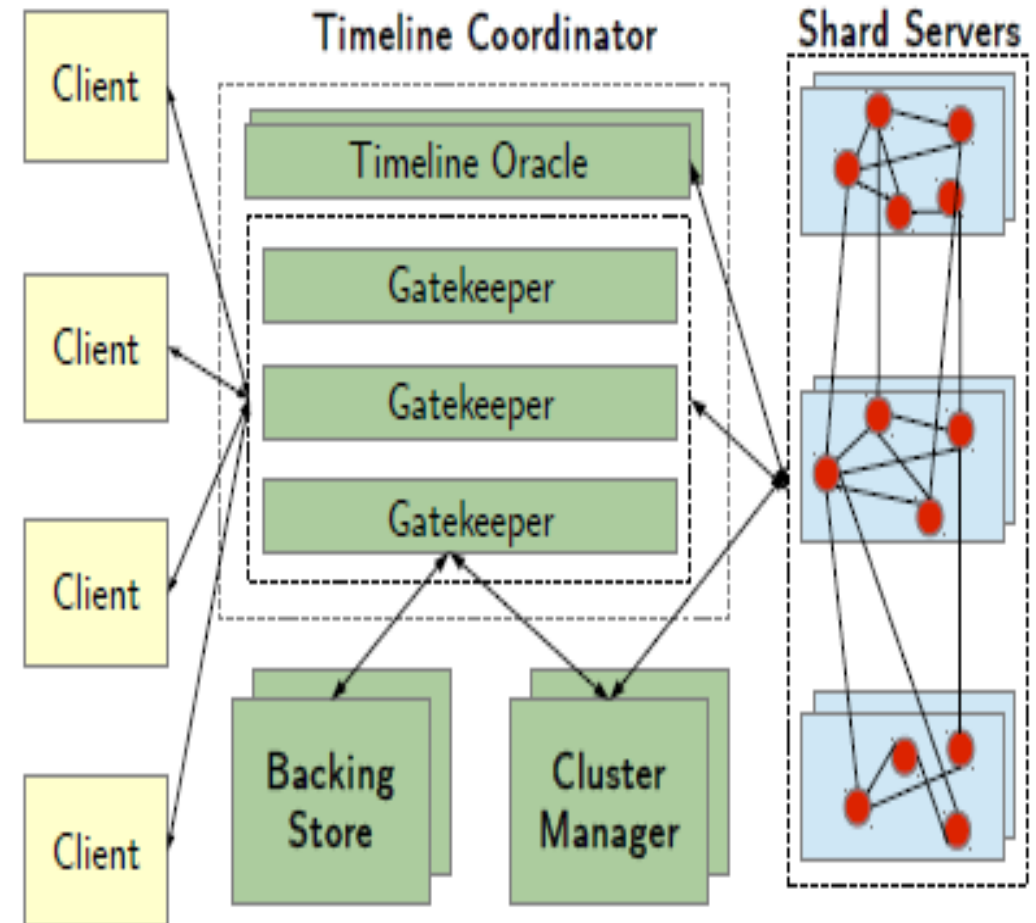 Timeline Coordinator
Shard Servers
Client
Client
Client
Client
Timeline Oracle
Gatekeeper
Gatekeeper
Gatekeeper
Backing
Store
Cluster
Manager